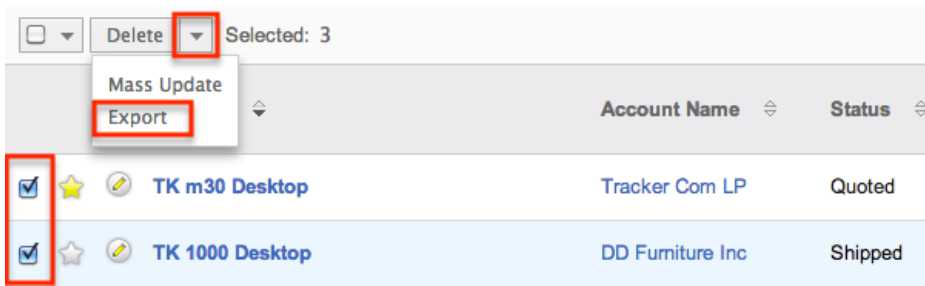 Delete Selected: 3
Mass Update
Export
Account Name Status
TK m30 Desktop Tracker Com LP Quoted
TK 1000 Desktop DD Furniture Inc Shipped